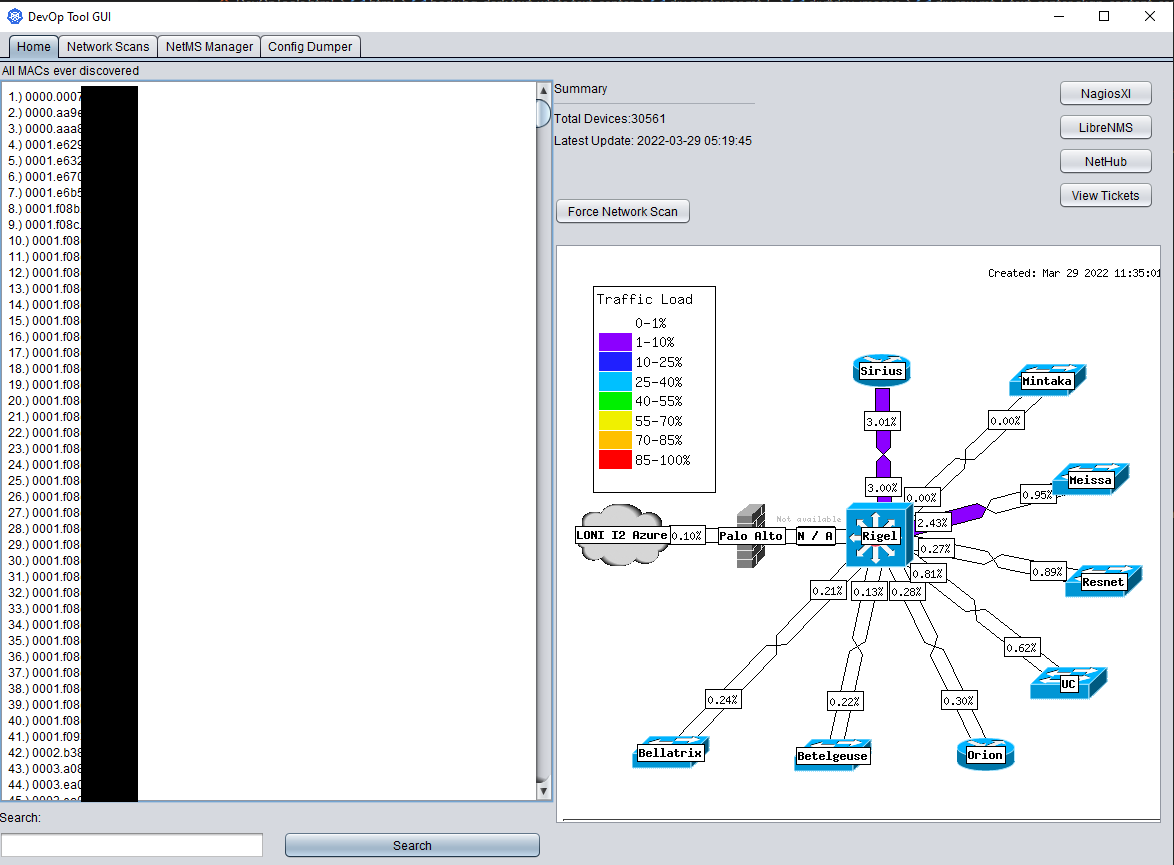 DevOp Tool GUI
Home Network Scans NetMS Manager Config Dumper
All MACs ever discovered
1.) 0000.0007
2.) 0000.aa9e
3.) 0000.aaa8
4.) 0001.e629
5.) 0001.e632
6.) 0001.e670
7.) 0001.e6b5
8.) 0001.f08b
9.) 0001.f08c
10.) 0001.f08
11.) 0001.f08
12.) 0001.f08
13.) 0001.f08
14.) 0001.f08
15.) 0001.f08
16.) 0001.f08
17.) 0001.f08
18.) 0001.f08
19.) 0001.f08
20.) 0001.f08
21.) 0001.f08
22.) 0001.f08
23.) 0001.f08
24.) 0001.f08
25.) 0001.f08
26.) 0001.f08
27.) 0001.f08
28.) 0001.f08
29.) 0001.f08
30.) 0001.f08
31.) 0001.f08
32.) 0001.f08
33.) 0001.f08
34.) 0001.f08
35.) 0001.f08
36.) 0001.f08
37.) 0001.f08
38.) 0001.f08
39.) 0001.f08
40.) 0001.f08
41.) 0001.f09
42.) 0002.b38
43.) 0003.a08
44.) 0003.ea0
Search:
Search
Summary
Total Devices:30561
Latest Update: 2022-03-29 05:19:45
Force Network Scan
NagiosXI
LibreNMS
NetHub
View Tickets
Created: Mar 29 2022 11:35:01
Traffic Load
0-1%
1-10%
10-25%
25-40%
40-55%
55-70%
70-85%
85-100%
Sirius
Mintaka
3.01%
0.00%
Meissa
3.00%
0.00%
0.95%
Not available
2.43%
LONI I2 Azure 0.10% Palo Alto N / A Rigel
0.27%
0.81%
0.89%
Resnet
0.21%
0.13%
0.28%
0.62%
UC
0.24%
0.22%
0.30%
Bellatrix
Betelgeuse
Orion